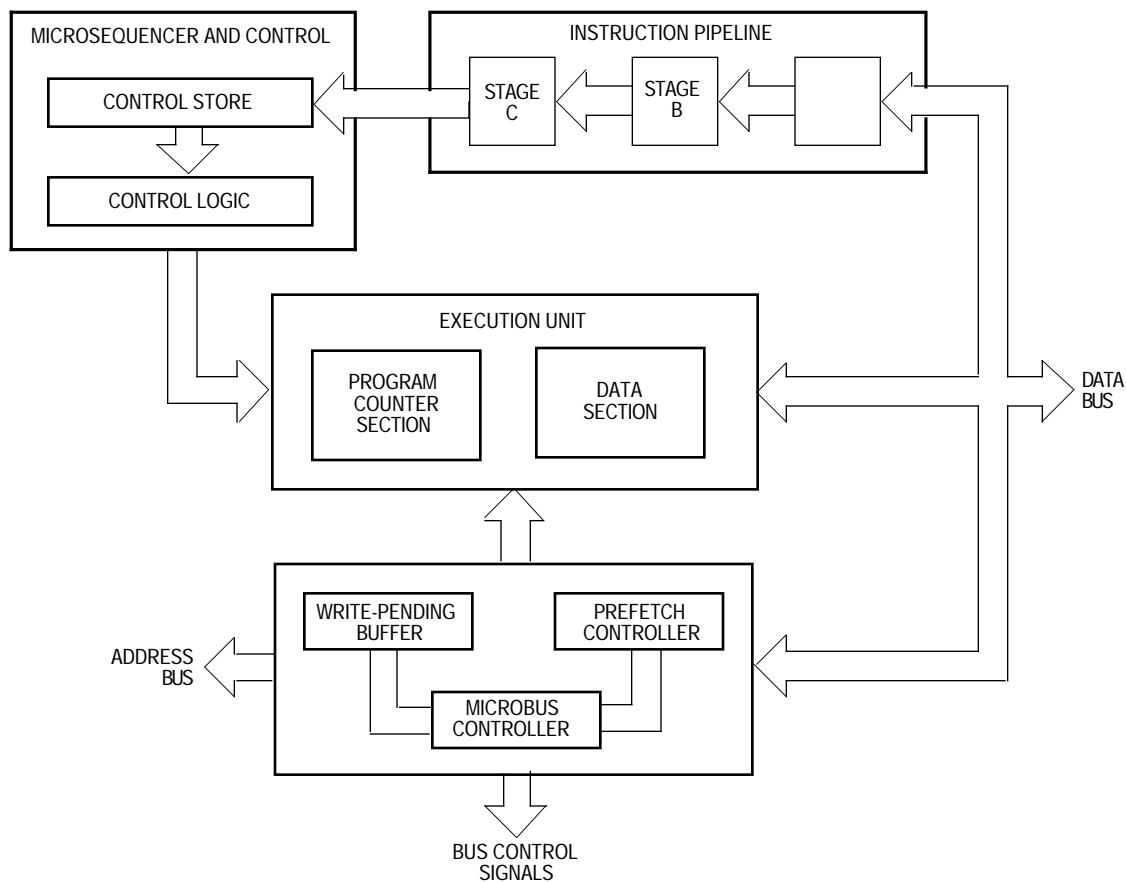 MICROSEQUENCER AND CONTROL
INSTRUCTION PIPELINE
CONTROL STORE
STAGE
C
STAGE
B
CONTROL LOGIC
EXECUTION UNIT
PROGRAM
COUNTER
SECTION
DATA
SECTION
DATA
BUS
WRITE-PENDING
BUFFER
PREFETCH
CONTROLLER
ADDRESS
BUS
MICROBUS
CONTROLLER
BUS CONTROL
SIGNALS